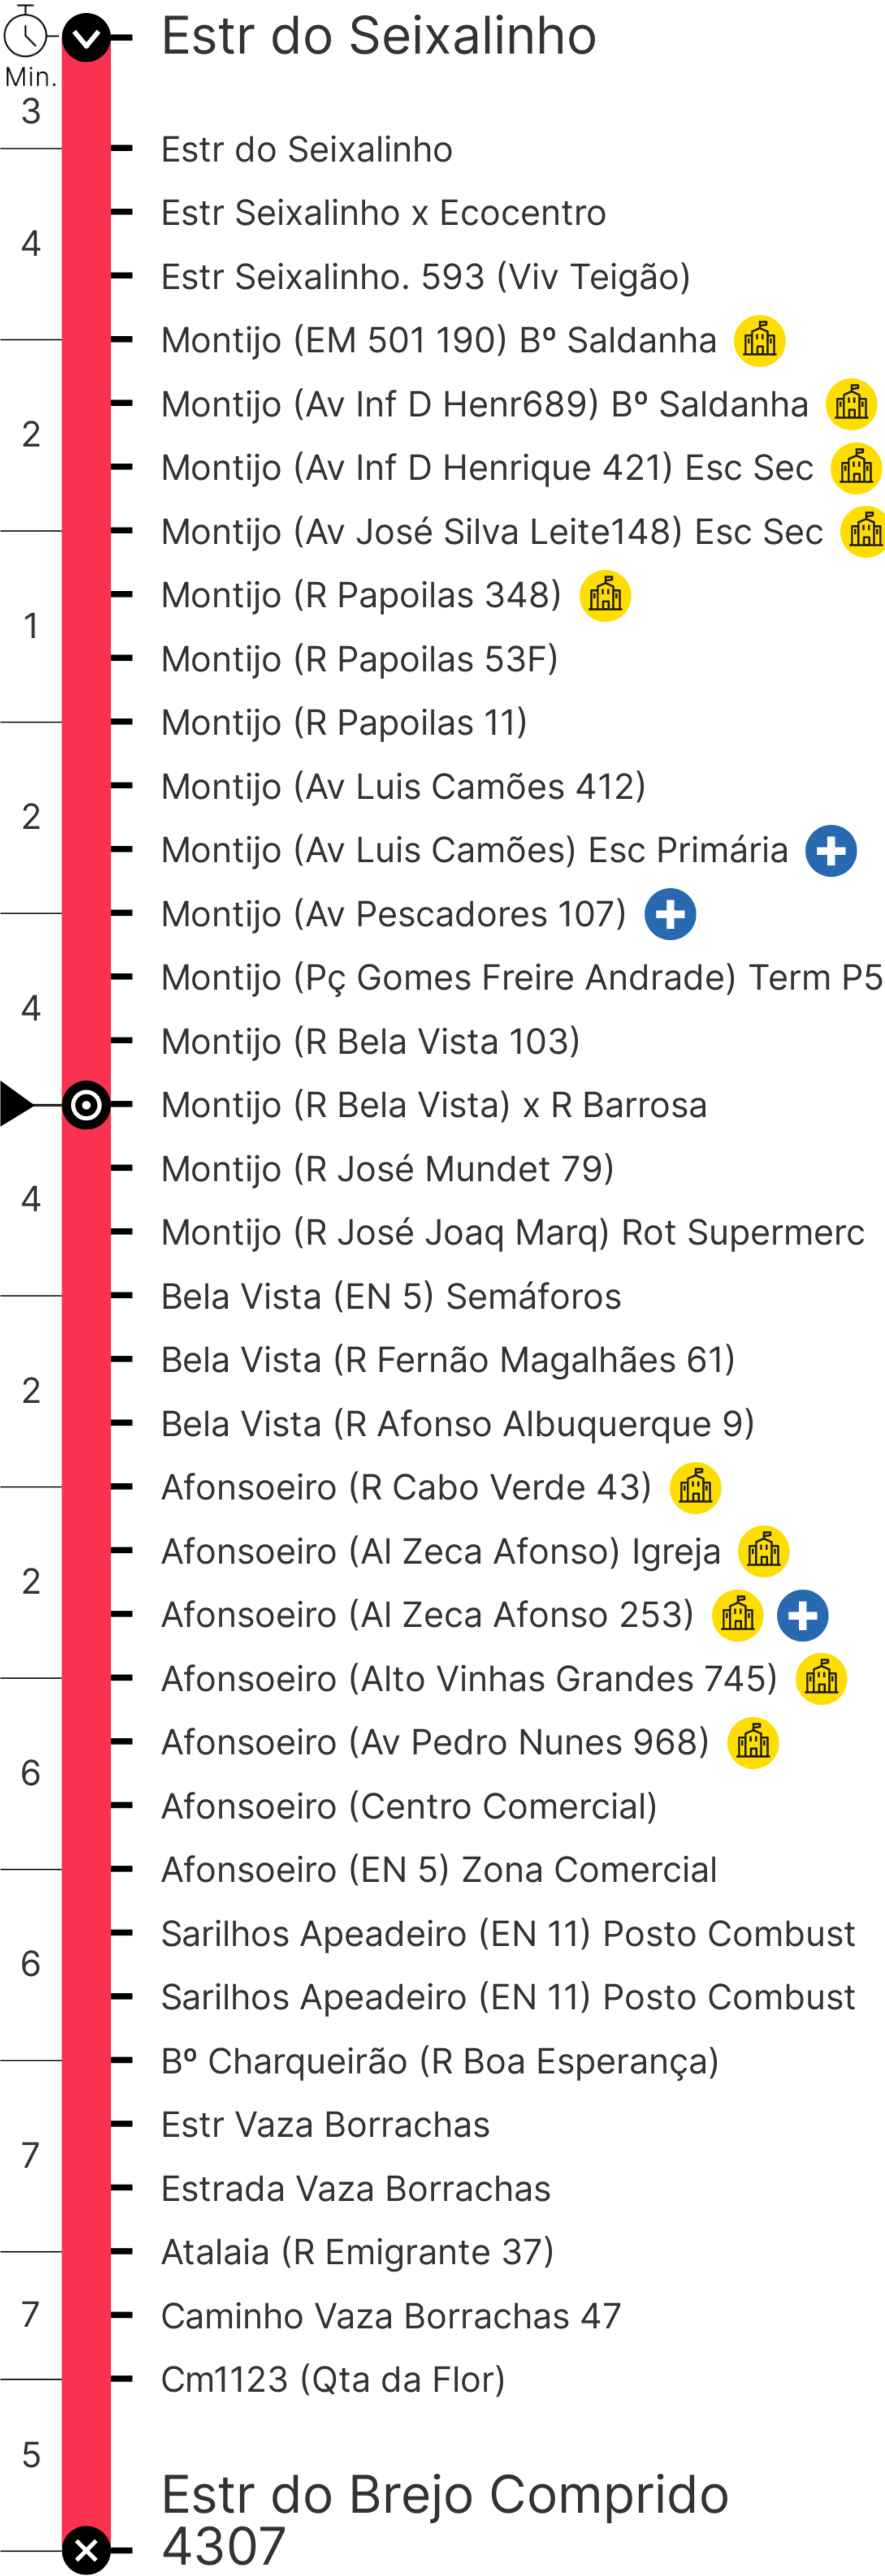 Estr do Seixalinho
Min.
3
Estr do Seixalinho
Estr Seixalinho x Ecocentro
4
Estr Seixalinho. 593 (Viv Teigão)
Montijo (EM 501 190) Bº Saldanha
Montijo (Av Inf D Henr689) Bº Saldanha
2
Montijo (Av Inf D Henrique 421) Esc Sec
Montijo (Av José Silva Leite148) Esc Sec
Montijo (R Papoilas 348)
1
Montijo (R Papoilas 53F)
Montijo (R Papoilas 11)
Montijo (Av Luis Camões 412)
2
Montijo (Av Luis Camões) Esc Primária
Montijo (Av Pescadores 107)
Montijo (Pç Gomes Freire Andrade) Term P5
4
Montijo (R Bela Vista 103)
Montijo (R Bela Vista) x R Barrosa
Montijo (R José Mundet 79)
4
Montijo (R José Joaq Marq) Rot Supermerc
Bela Vista (EN 5) Semáforos
Bela Vista (R Fernão Magalhães 61)
2
Bela Vista (R Afonso Albuquerque 9)
Afonsoeiro (R Cabo Verde 43)
Afonsoeiro (Al Zeca Afonso) Igreja
2
Afonsoeiro (Al Zeca Afonso 253)
Afonsoeiro (Alto Vinhas Grandes 745)
Afonsoeiro (Av Pedro Nunes 968)
6
Afonsoeiro (Centro Comercial)
Afonsoeiro (EN 5) Zona Comercial
Sarilhos Apeadeiro (EN 11) Posto Combust
6
Sarilhos Apeadeiro (EN 11) Posto Combust
Bº Charqueirão (R Boa Esperança)
Estr Vaza Borrachas
7
Estrada Vaza Borrachas
Atalaia (R Emigrante 37)
7
Caminho Vaza Borrachas 47
Cm1123 (Qta da Flor)
5
Estr do Brejo Comprido
4307